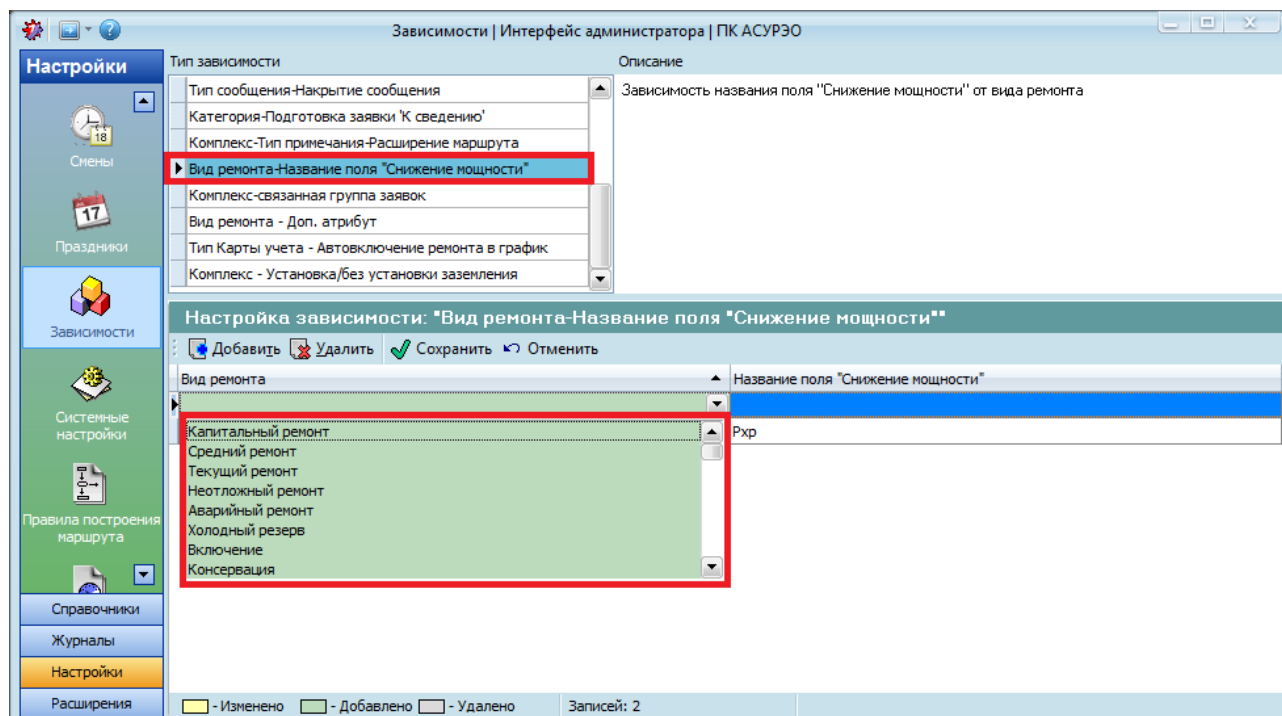 Зависимости | Интерфейс администратора | ПК АСУРЭО
Настройки
18
Смены
17
Праздники
Зависимости
Системные
настройки
Правила построения
маршрута
Справочники
Журналы
Настройки
Расширения
Тип зависимости
Тип сообщения-Накрытие сообщения
Категория-Подготовка заявки 'К сведению'
Комплекс-Тип примечания-Расширение маршрута
Вид ремонта-Название поля "Снижение мощности"
Комплекс-связанная группа заявок
Вид ремонта - Доп. атрибут
Тип Карты учета - Автовключение ремонта в график
Комплекс - Установка/без установки заземления
Описание
Зависимость названия поля "Снижение мощности" от вида ремонта
Настройка зависимости: "Вид ремонта-Название поля "Снижение мощности""
Добавить Удалить Сохранить Отменить
Вид ремонта Название поля "Снижение мощности"
Капитальный ремонт Рхр
Средний ремонт
Текущий ремонт
Неотложный ремонт
Аварийный ремонт
Холодный резерв
Включение
Консервация
- Изменено - Добавлено - Удалено Записей: 2